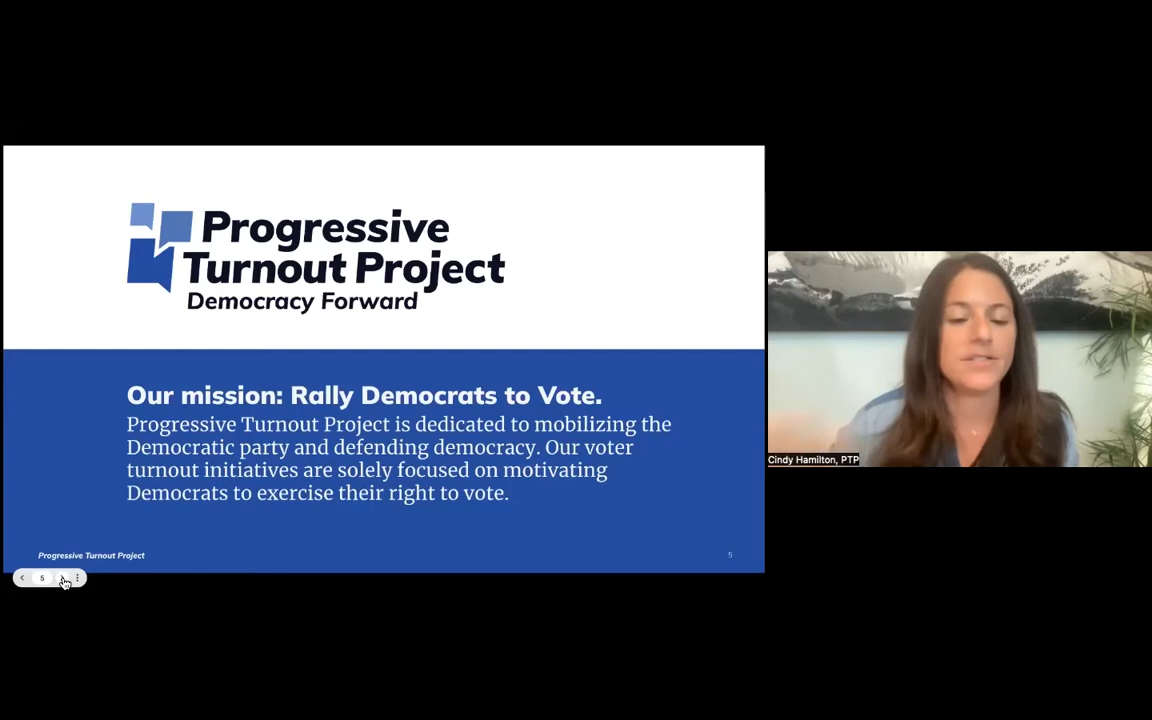 Progressive
Turnout Project
Democracy Forward
Our mission: Rally Democrats to Vote.
Progressive Turnout Project is dedicated to mobilizing the
Democratic party and defending democracy. Our voter
turnout initiatives are solely focused on motivating
Democrats to exercise their right to vote.
Progressive Turnout Project
5
5
Cindy Hamilton, PTP